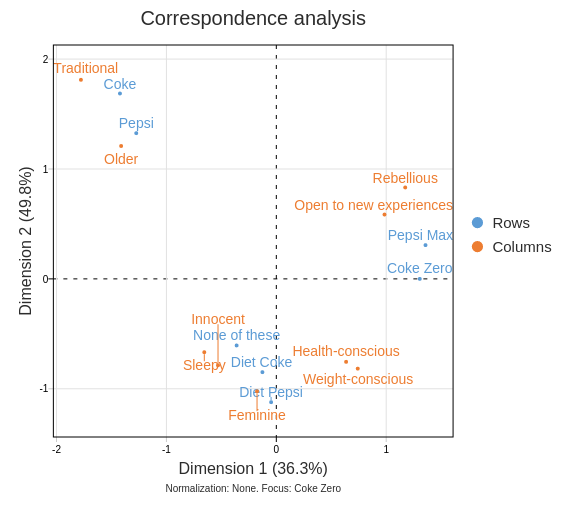 Correspondence analysis
2
Traditional
Coke
Pepsi
Older
1
Rebellious
Open to new experiences
Pepsi Max
Coke Zero
0
Innocent
None of these
Sleepy
Diet Coke
Health-conscious
Weight-conscious
Diet Pepsi
Feminine
-1
-2
-1
0
1
Dimension 2 (49.8%)
Dimension 1 (36.3%)
Normalization: None. Focus: Coke Zero
Rows
Columns